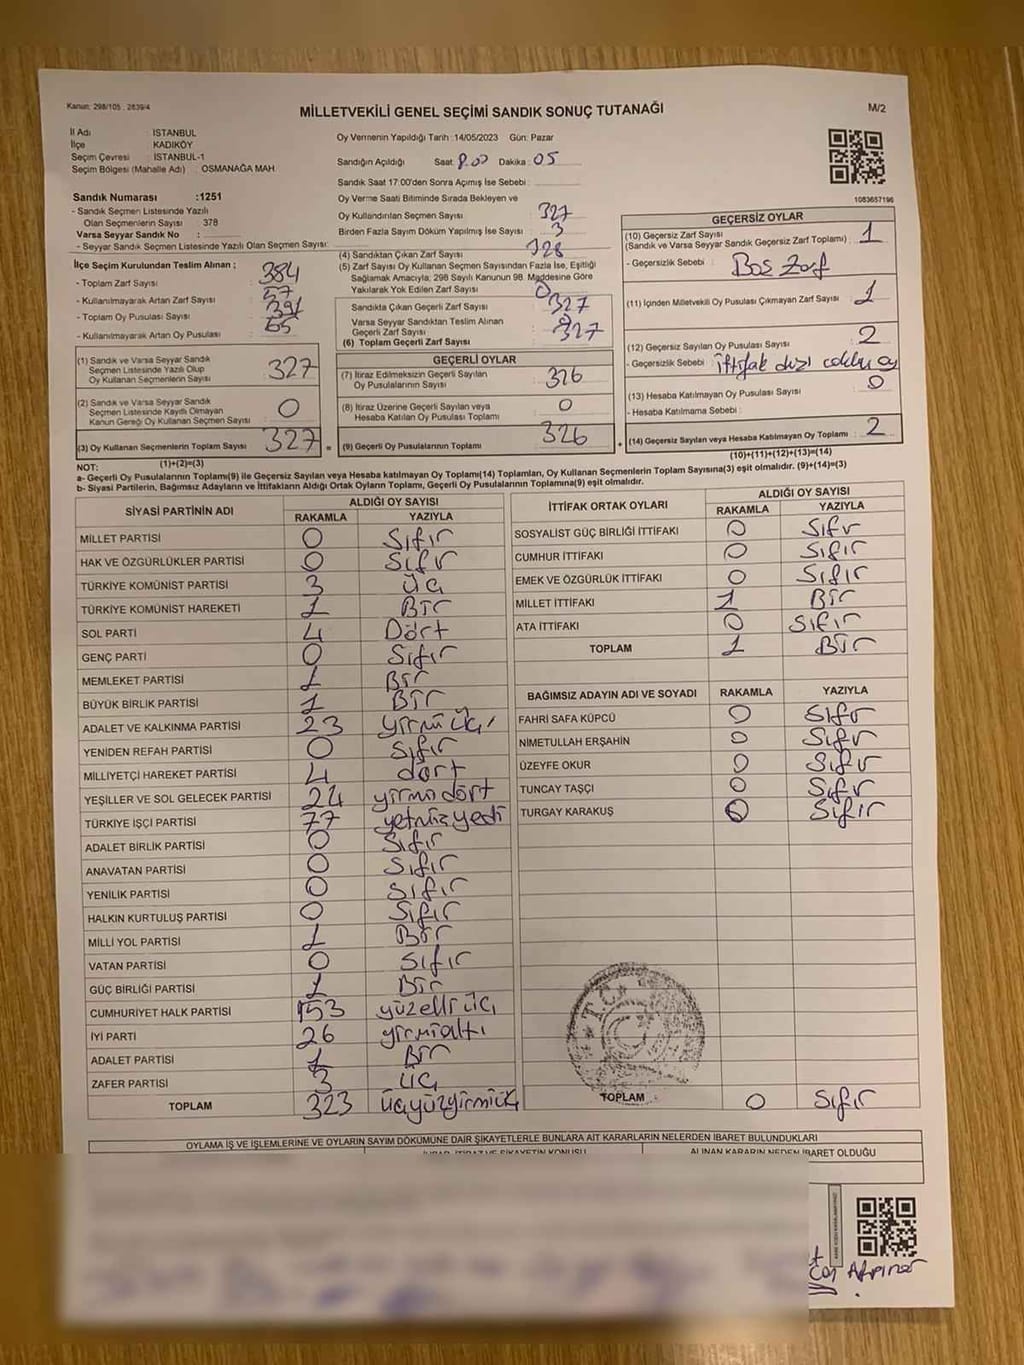 Kanun: 298/105 , 2839/4
MİLLETVEKİLİ GENEL SEÇİMİ SANDIK SONUÇ TUTANAĞI
M/2
İl Adı : İSTANBUL
İlçe : KADIKÖY
Seçim Çevresi : İSTANBUL-1
Seçim Bölgesi (Mahalle Adı) : OSMANAĞA MAH.
Oy Vermenin Yapıldığı Tarih : 14/05/2023 Gün: Pazar
Sandığın Açıldığı Saat 8.00 Dakika : 05
Sandık Saat 17:00'den Sonra Açılmış İse Sebebi :
1083657196
Sandık Numarası : 1251
- Sandık Seçmen Listesinde Yazılı
Olan Seçmenlerin Sayısı 378
Varsa Seyyar Sandık No :
- Seyyar Sandık Seçmen Listesinde Yazılı Olan Seçmen Sayısı:
Oy Verme Saati Bitiminde Sırada Bekleyen ve
Oy Kullandırılan Seçmen Sayısı 327
Birden Fazla Sayım Döküm Yapılmış İse Sayısı 3
(4) Sandıktan Çıkan Zarf Sayısı 328
(5) Zarf Sayısı Oy Kullanan Seçmen Sayısından Fazla İse, Eşitliği
Sağlamak Amacıyla; 298 Sayılı Kanunun 98. Maddesine Göre
Yakılarak Yok Edilen Zarf Sayısı 0
İlçe Seçim Kurulundan Teslim Alınan ;
- Toplam Zarf Sayısı 384
- Kullanılmayarak Artan Zarf Sayısı 57
- Toplam Oy Pusulası Sayısı 391
- Kullanılmayarak Artan Oy Pusulası 65
Sandıkta Çıkan Geçerli Zarf Sayısı 327
Varsa Seyyar Sandıktan Teslim Alınan
Geçerli Zarf Sayısı
(6) Toplam Geçerli Zarf Sayısı 327
GEÇERSİZ OYLAR
(10) Geçersiz Zarf Sayısı 1
(Sandık ve Varsa Seyyar Sandık Geçersiz Zarf Toplamı) :
- Geçersizlik Sebebi : Boş Zarf
(11) İçinden Milletvekili Oy Pusulası Çıkmayan Zarf Sayısı 1
(12) Geçersiz Sayılan Oy Pusulası Sayısı 2
- Geçersizlik Sebebi : İttifak dışı çoklu oy
(13) Hesaba Katılmayan Oy Pusulası Sayısı 0
- Hesaba Katılmama Sebebi :
(14) Geçersiz Sayılan veya Hesaba Katılmayan Oy Toplamı : 2
(10)+(11)+(12)+(13)=(14)
(1) Sandık ve Varsa Seyyar Sandık
Seçmen Listesinde Yazılı Olup
Oy Kullanan Seçmenlerin Sayısı 327
(2) Sandık ve Varsa Seyyar Sandık
Seçmen Listesinde Kaydı Olmayan
Kanun Gereği Oy Kullanan Seçmen Sayısı 0
(3) Oy Kullanan Seçmenlerin Toplam Sayısı 327 =
(1)+(2)=(3)
GEÇERLİ OYLAR
(7) İtiraz Edilmeksizin Geçerli Sayılan
Oy Pusulalarının Sayısı 326
(8) İtiraz Üzerine Geçerli Sayılan veya
Hesaba Katılan Oy Pusulası Toplamı 0
(9) Geçerli Oy Pusulalarının Toplamı 326 +
NOT:
a- Geçerli Oy Pusulalarının Toplamı(9) ile Geçersiz Sayılan veya Hesaba katılmayan Oy Toplamı(14) Toplamları, Oy Kullanan Seçmenlerin Toplam Sayısına(3) eşit olmalıdır. (9)+(14)=(3)
b- Siyasi Partilerin, Bağımsız Adayların ve İttifakların Aldığı Ortak Oyların Toplamı, Geçerli Oy Pusulalarının Toplamına(9) eşit olmalıdır.
SİYASİ PARTİNİN ADI ALDIĞI OY SAYISI
RAKAMLA YAZIYLA
MİLLET PARTİSİ 0 Sıfır
HAK VE ÖZGÜRLÜKLER PARTİSİ 0 Sıfır
TÜRKİYE KOMÜNİST PARTİSİ 3 üç
TÜRKİYE KOMÜNİST HAREKETİ 1 Bir
SOL PARTİ 4 Dört
GENÇ PARTİ 0 Sıfır
MEMLEKET PARTİSİ 1 Bir
BÜYÜK BİRLİK PARTİSİ 1 Bir
ADALET VE KALKINMA PARTİSİ 23 yirmi üç
YENİDEN REFAH PARTİSİ 0 Sıfır
MİLLİYETÇİ HAREKET PARTİSİ 4 dört
YEŞİLLER VE SOL GELECEK PARTİSİ 24 yirmi dört
TÜRKİYE İŞÇİ PARTİSİ 77 yetmiş yedi
ADALET BİRLİK PARTİSİ 0 Sıfır
ANAVATAN PARTİSİ 0 Sıfır
YENİLİK PARTİSİ 0 Sıfır
HALKIN KURTULUŞ PARTİSİ 0 Sıfır
MİLLİ YOL PARTİSİ 1 Bir
VATAN PARTİSİ 0 Sıfır
GÜÇ BİRLİĞİ PARTİSİ 1 Bir
CUMHURİYET HALK PARTİSİ 153 yüzelli üç
İYİ PARTİ 26 yirmialtı
ADALET PARTİSİ 1 Bir
ZAFER PARTİSİ 3 üç
TOPLAM 323 üçyüzyirmiüç
İTTİFAK ORTAK OYLARI ALDIĞI OY SAYISI
RAKAMLA YAZIYLA
SOSYALİST GÜÇ BİRLİĞİ İTTİFAKI 0 Sıfır
CUMHUR İTTİFAKI 0 Sıfır
EMEK VE ÖZGÜRLÜK İTTİFAKI 0 Sıfır
MİLLET İTTİFAKI 1 Bir
ATA İTTİFAKI 0 Sıfır
TOPLAM 1 Bir
BAĞIMSIZ ADAYIN ADI VE SOYADI RAKAMLA YAZIYLA
FAHRİ SAFA KÜPCÜ 0 Sıfır
NİMETULLAH ERŞAHİN 0 Sıfır
ÜZEYFE OKUR 0 Sıfır
TUNCAY TAŞÇI 0 Sıfır
TURGAY KARAKUŞ 0 Sıfır
T.C.
TOPLAM 0 Sıfır
OYLAMA İŞ VE İŞLEMLERİNE VE OYLARIN SAYIM DÖKÜMÜNE DAİR ŞİKAYETLERLE BUNLARA AİT KARARLARIN NELERDEN İBARET BULUNDUKLARI
ALINAN KARARIN NEDEN İBARET OLDUĞU